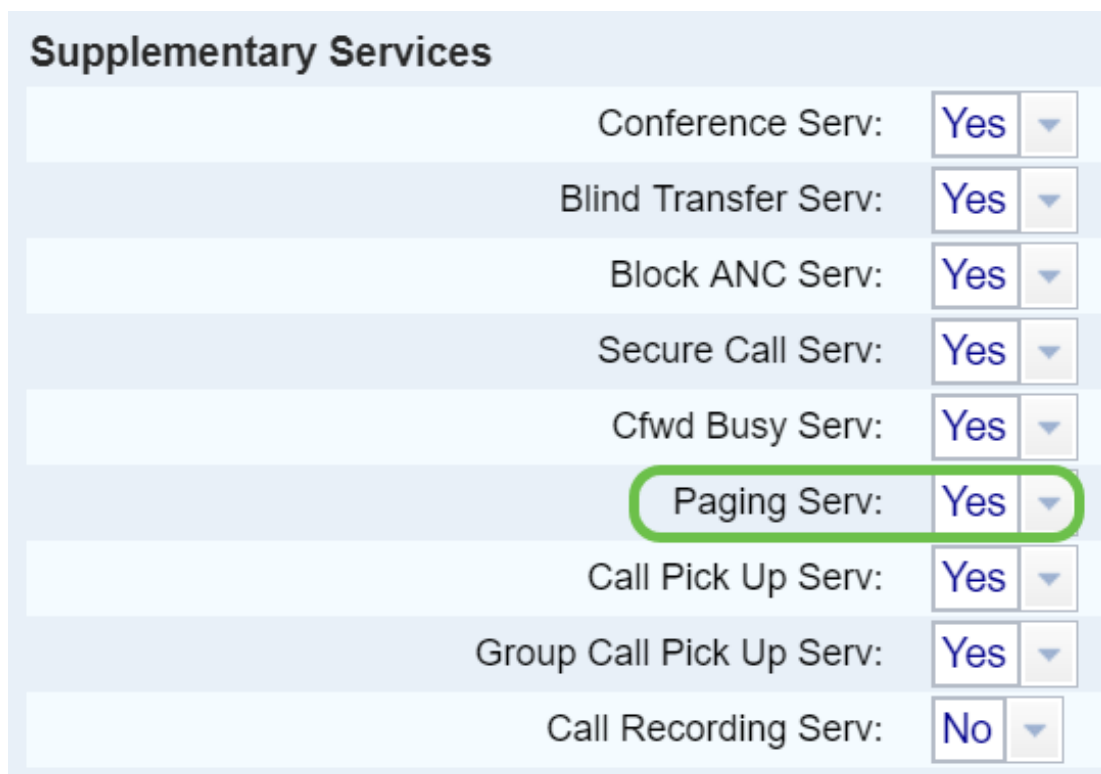 Supplementary Services
Conference Serv: Yes
Blind Transfer Serv: Yes
Block ANC Serv: Yes
Secure Call Serv: Yes
Cfwd Busy Serv: Yes
Paging Serv: Yes
Call Pick Up Serv: Yes
Group Call Pick Up Serv: Yes
Call Recording Serv: No